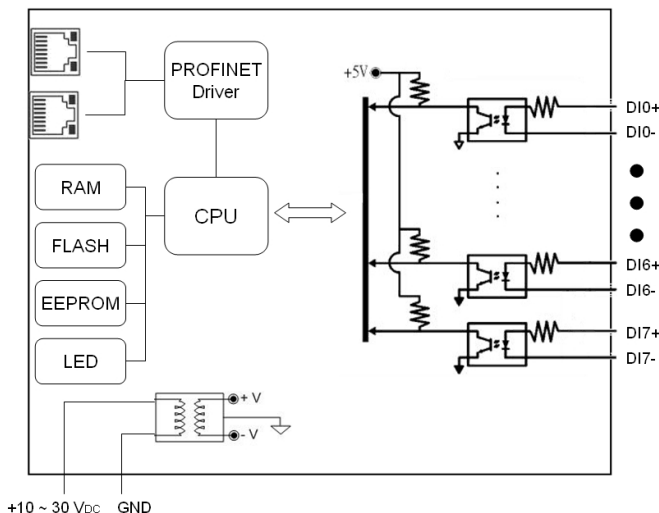 PROFINET
Driver
+5V
DI0+
DI0-
RAM
CPU
FLASH
DI6+
EEPROM
DI6-
DI7+
LED
DI7-
+ V
- V
+10 ~ 30 VDC
GND